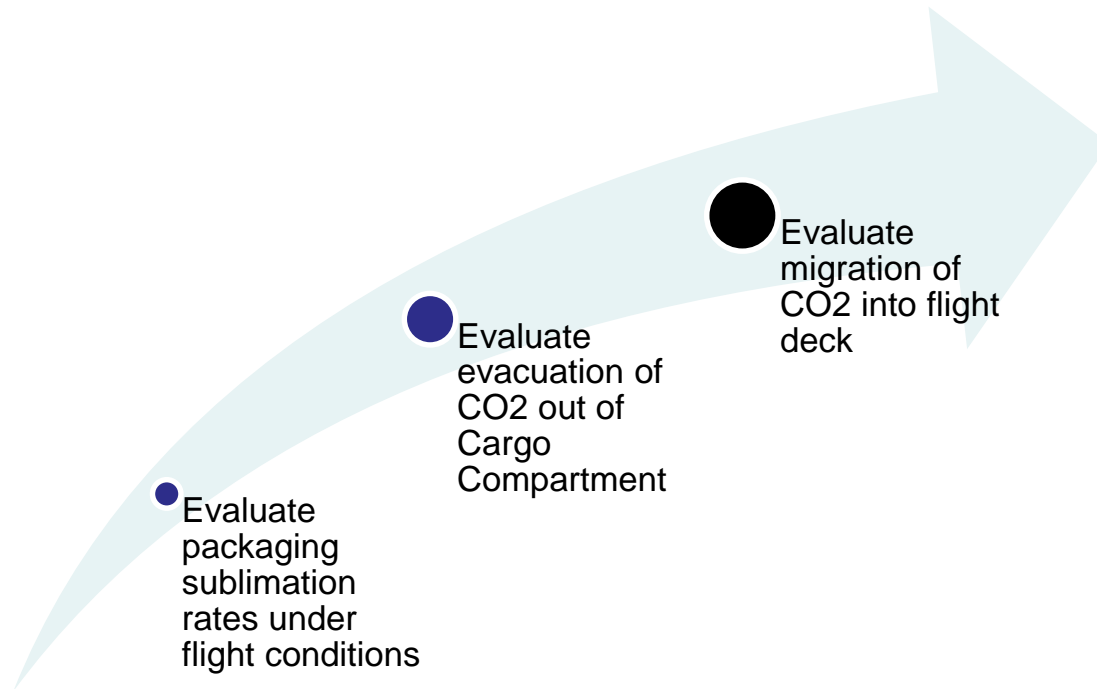 Evaluate
packaging
sublimation
rates under
flight conditions
Evaluate
evacuation of
CO2 out of
Cargo
Compartment
Evaluate
migration of
CO2 into flight
deck